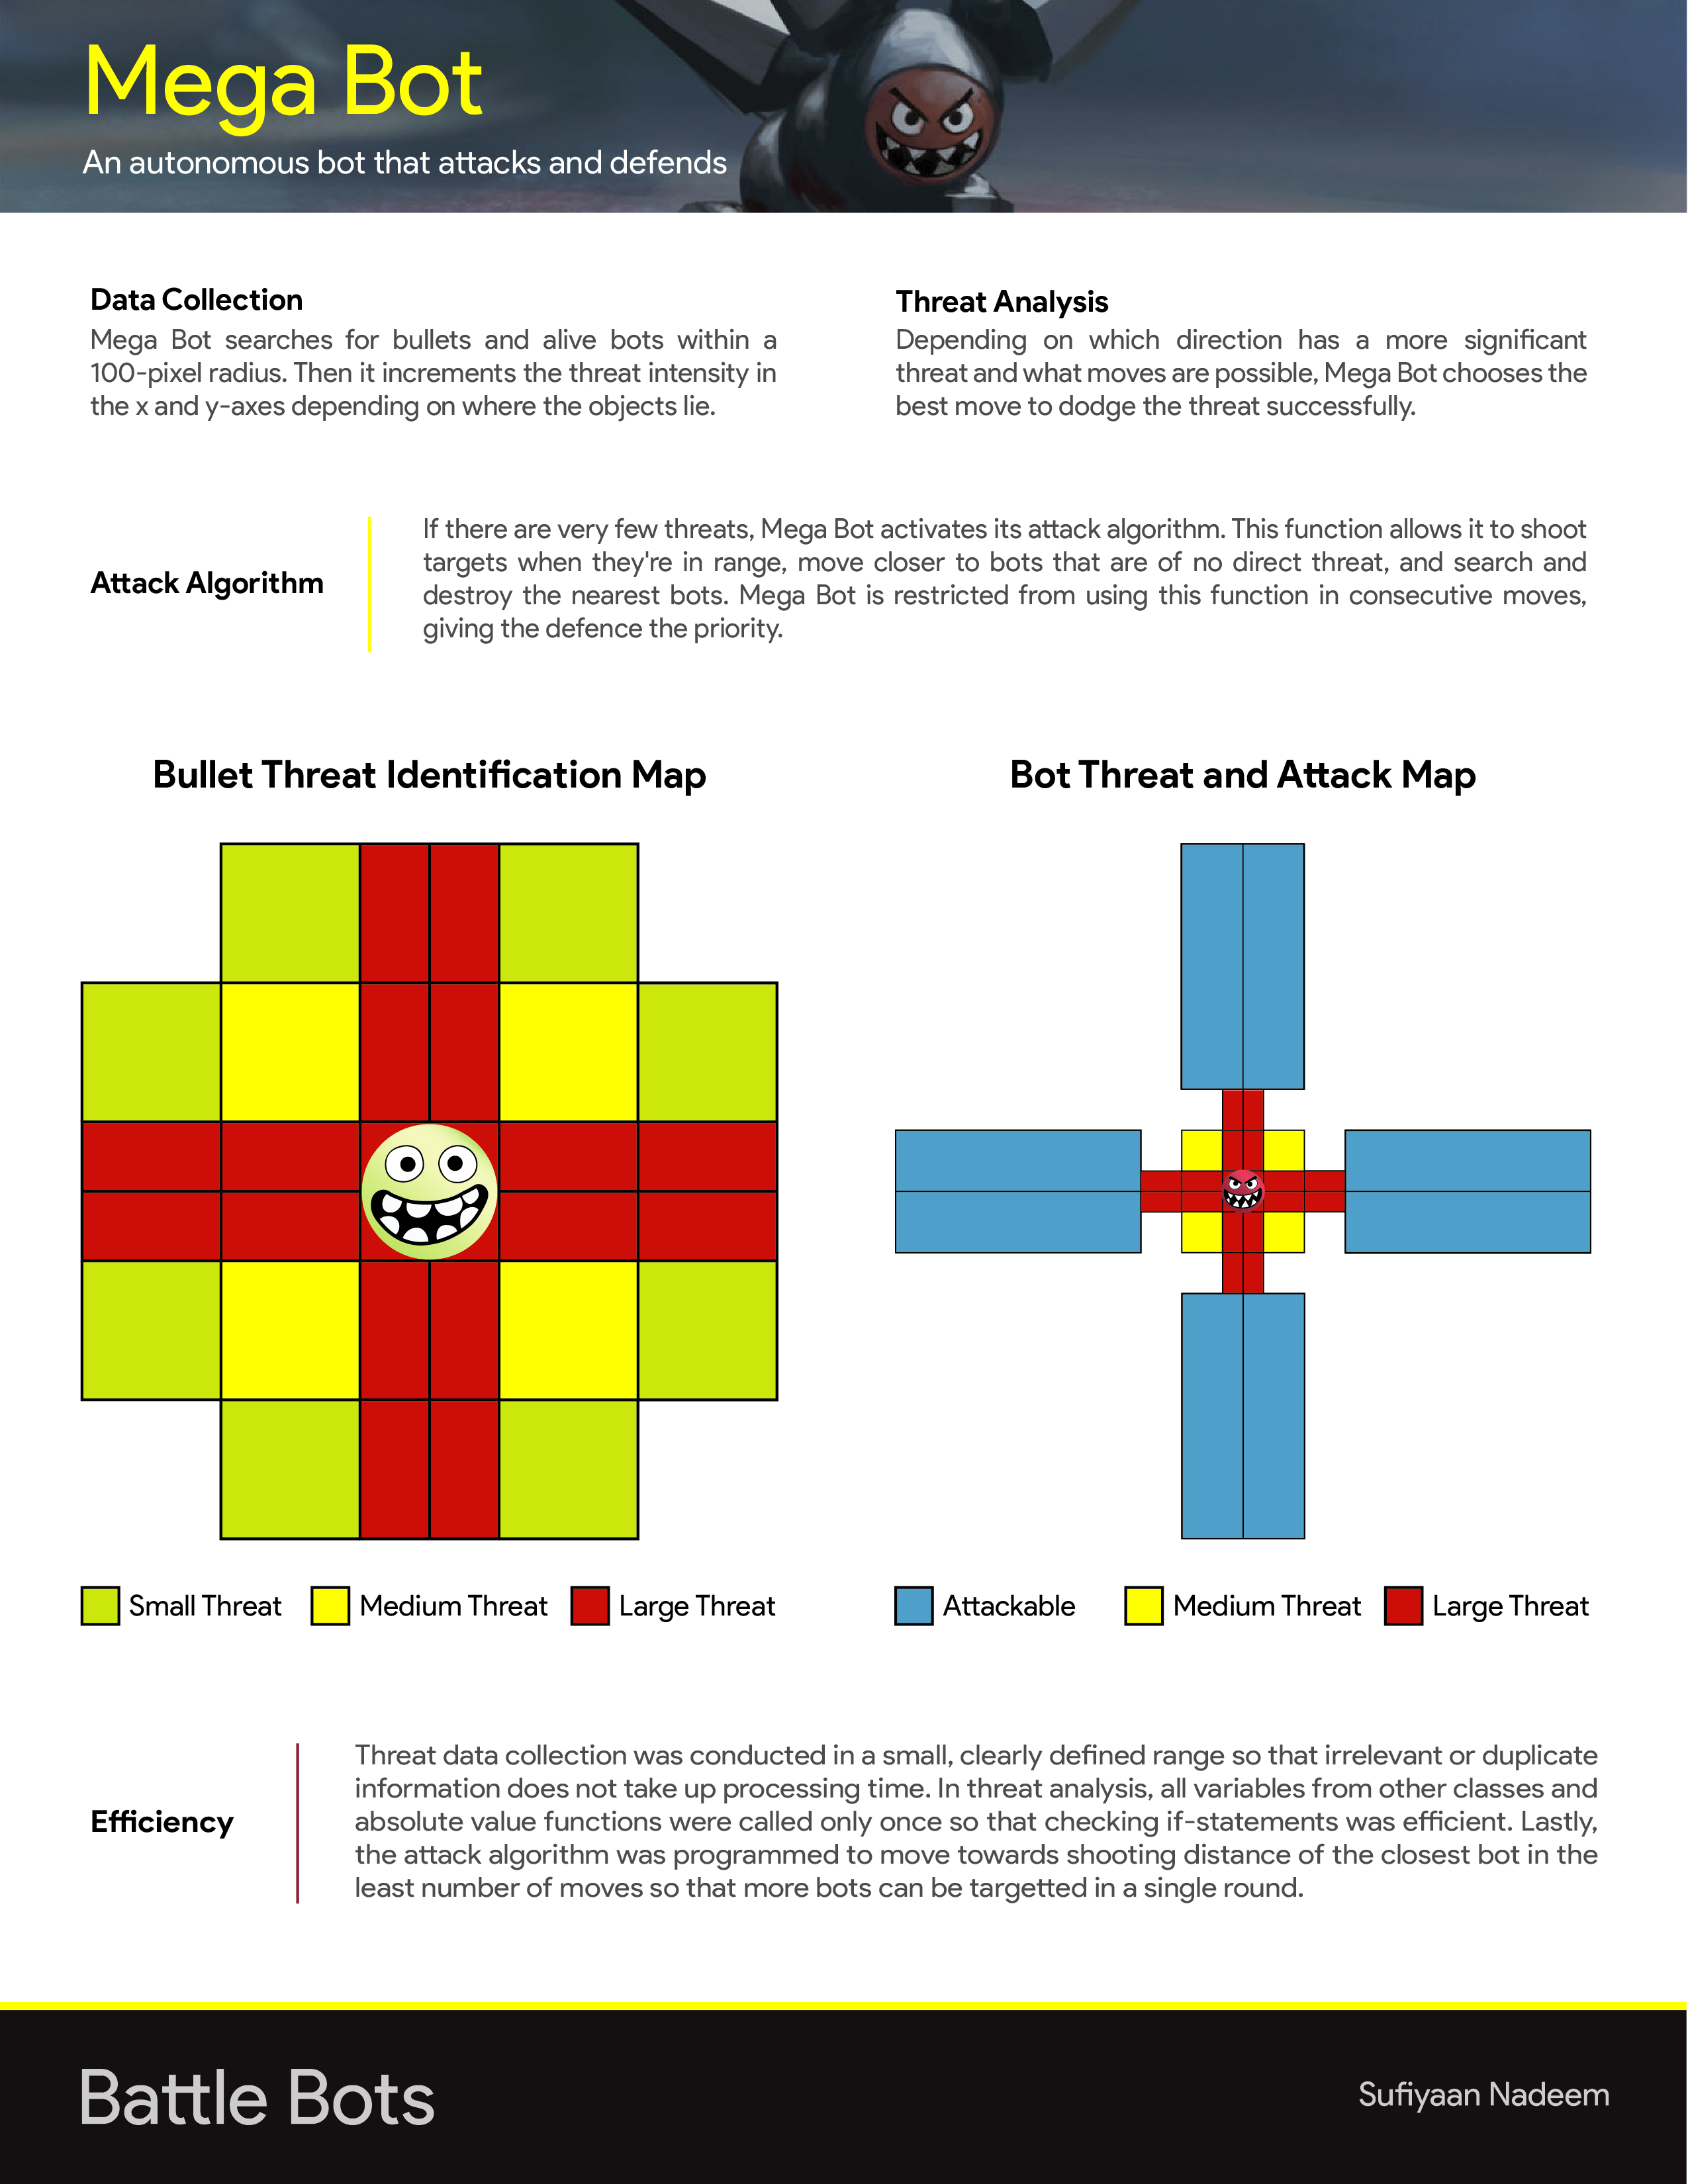 Mega Bot
An autonomous bot that attacks and defends
Data Collection
Mega Bot searches for bullets and alive bots within a
100-pixel radius. Then it increments the threat intensity in
the x and y-axes depending on where the objects lie.
Threat Analysis
Depending on which direction has a more significant
threat and what moves are possible, Mega Bot chooses the
best move to dodge the threat successfully.
Attack Algorithm
If there are very few threats, Mega Bot activates its attack algorithm. This function allows it to shoot
targets when they're in range, move closer to bots that are of no direct threat, and search and
destroy the nearest bots. Mega Bot is restricted from using this function in consecutive moves,
giving the defence the priority.
Bullet Threat Identification Map
Small Threat
Medium Threat
Large Threat
Bot Threat and Attack Map
Attackable
Medium Threat
Large Threat
Efficiency
Threat data collection was conducted in a small, clearly defined range so that irrelevant or duplicate
information does not take up processing time. In threat analysis, all variables from other classes and
absolute value functions were called only once so that checking if-statements was efficient. Lastly,
the attack algorithm was programmed to move towards shooting distance of the closest bot in the
least number of moves so that more bots can be targetted in a single round.
Battle Bots
Sufiyaan Nadeem